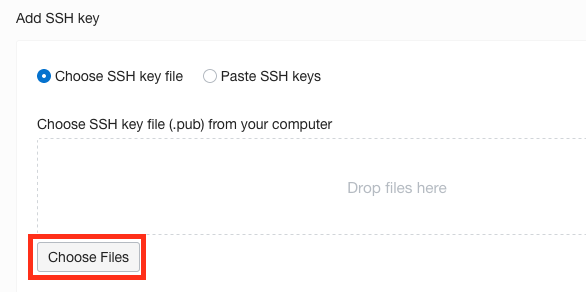 Add SSH key
Choose SSH key file Paste SSH keys
Choose SSH key file (.pub) from your computer
Drop files here
Choose Files